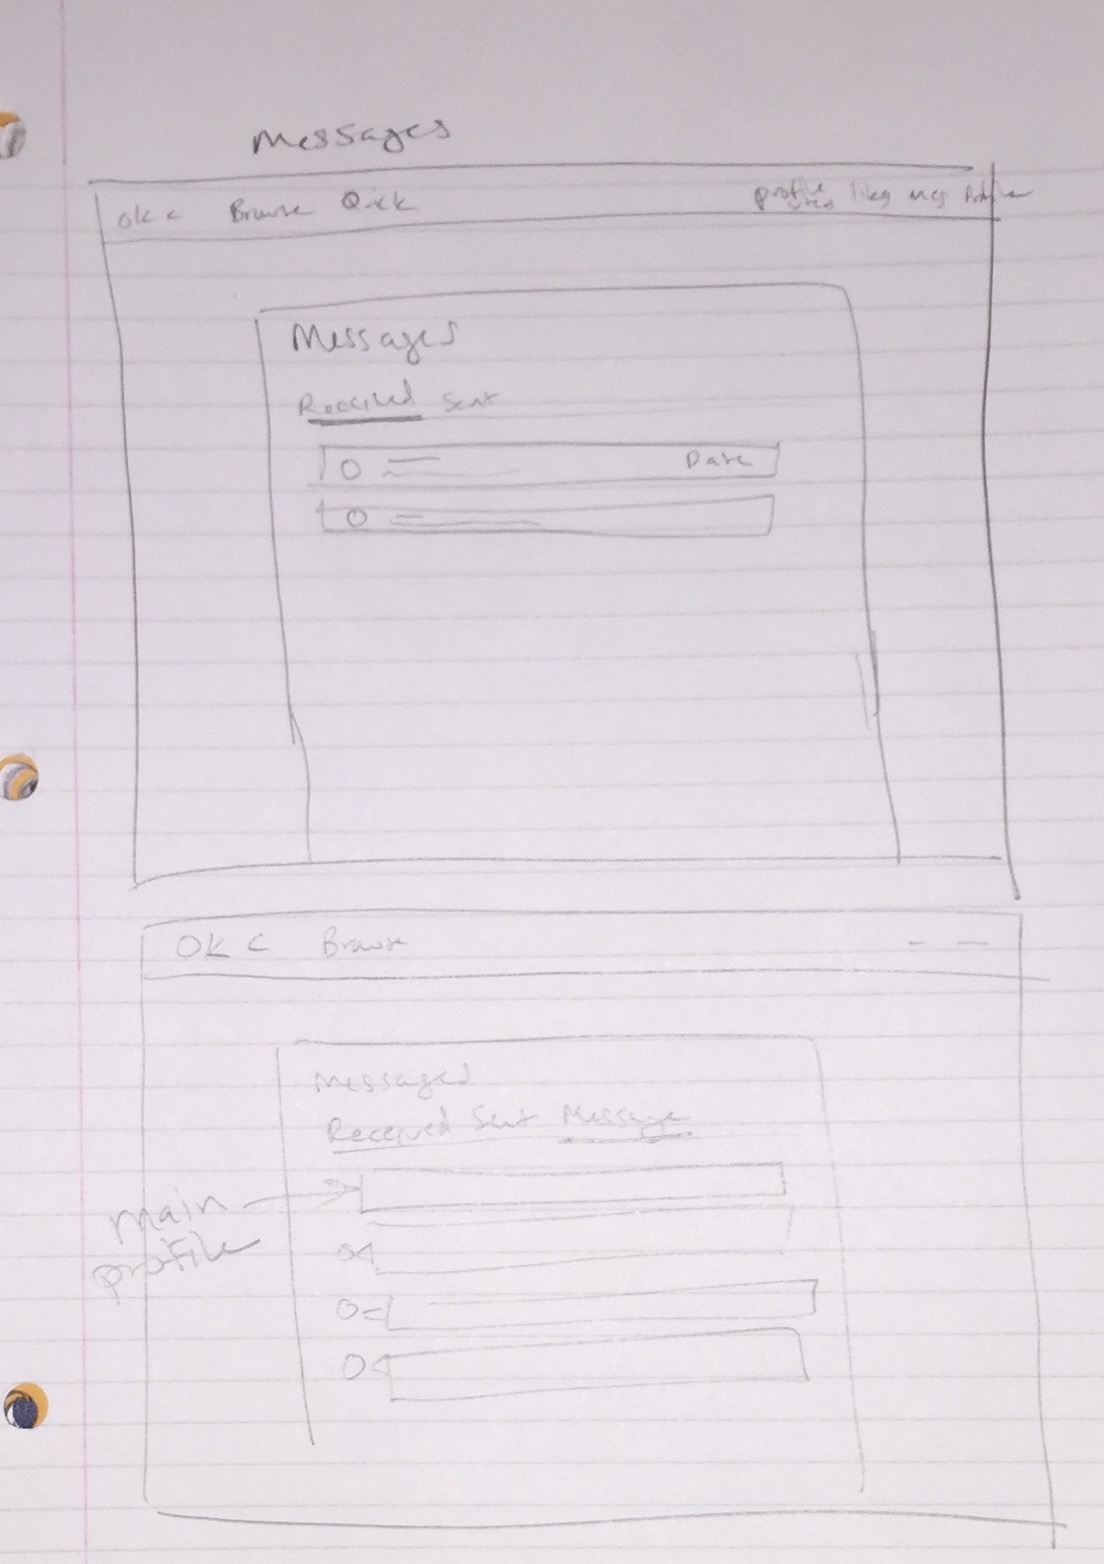 Messages
OKC Browse Quick profile likes msgs Profile
Messages
Received Sent
Date
OKC Browse
Messages
Received Sent Message
main
profile